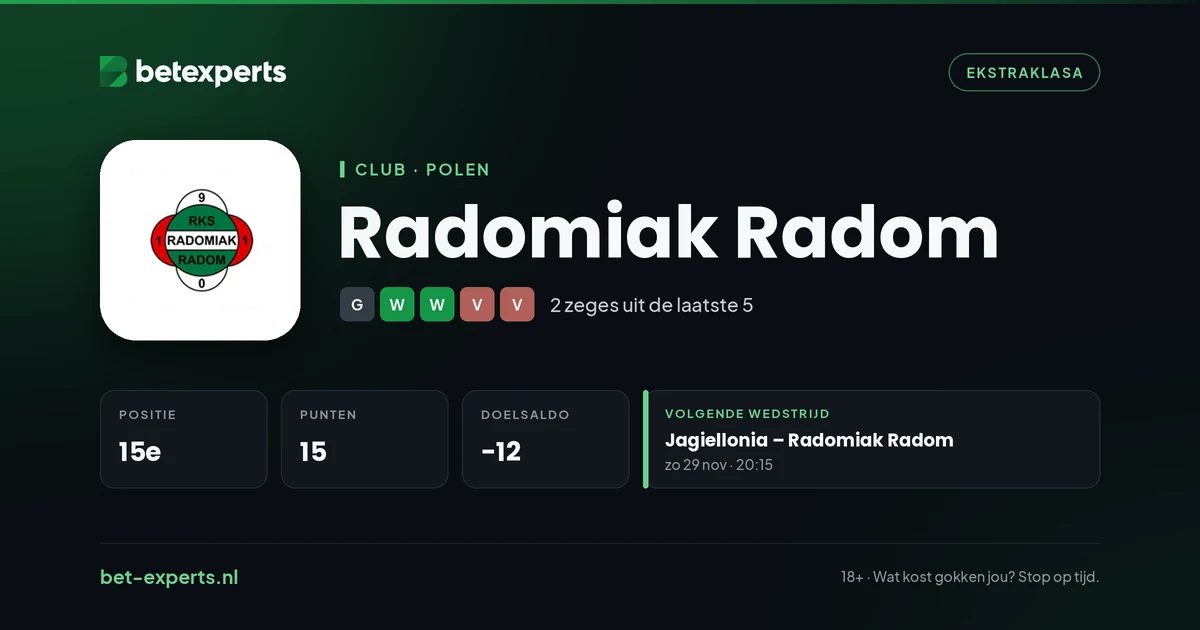 betexperts
EKSTRAKLASA
CLUB · POLEN
9
RKS
1 RADOMIAK 1
RADOM
0
Radomiak Radom
G W W V V 2 zeges uit de laatste 5
POSITIE
15e
PUNTEN
15
DOELSALDO
-12
VOLGENDE WEDSTRIJD
Jagiellonia – Radomiak Radom
zo 29 nov · 20:15
bet-experts.nl
18+ · Wat kost gokken jou? Stop op tijd.